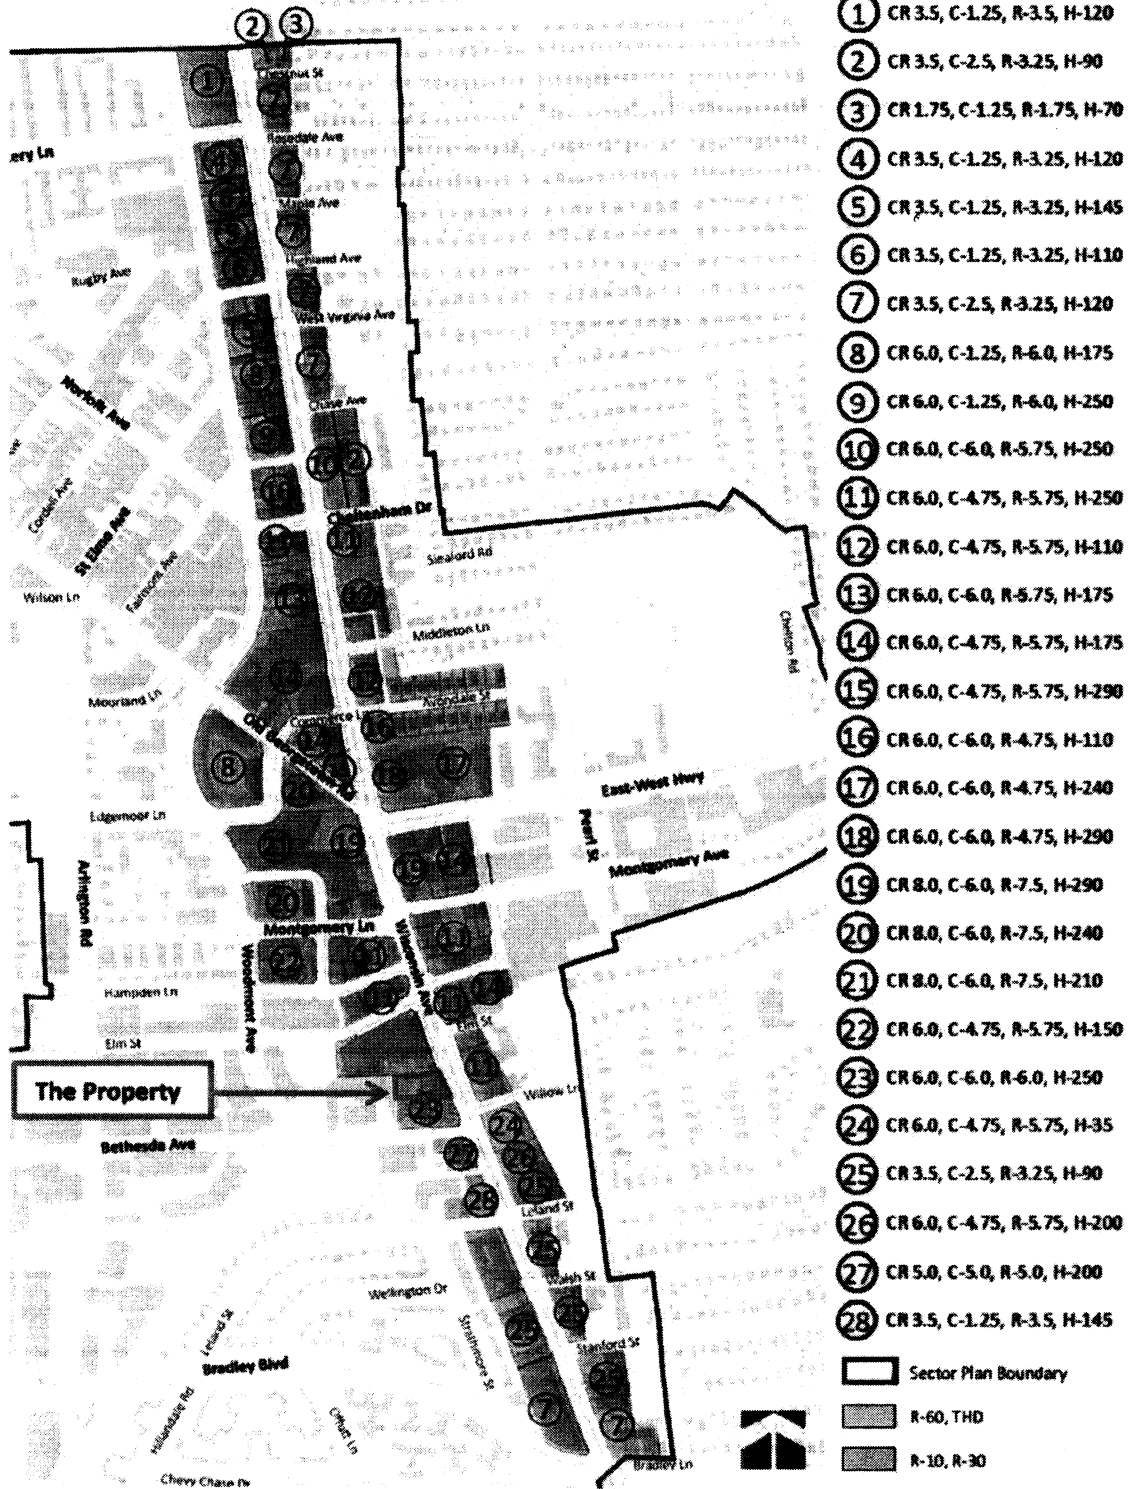 2 3
Chestnut St
Rosedale Ave
ery Ln
Maple Ave
Highland Ave
Rugby Ave
West Virginia Ave
Norfolk Ave
Chase Ave
Cordell Ave
St Elmo Ave
Cheltenham Dr
Fairmont Ave
Sleaford Rd
Wilson Ln
Middleton Ln
Chelton Rd
Moorland Ln
Avondale St
Commerce Ln
Old Georgetown Rd
East-West Hwy
Edgemoor Ln
Pearl St
Montgomery Ave
Arlington Rd
Montgomery Ln
Wisconsin Ave
Woodmont Ave
Hampden Ln
Elm St
Elm St
The Property
Willow Ln
Bethesda Ave
Leland St
Walsh St
Wellington Dr
Strathmore St
Leland St
Stanford St
Bradley Blvd
Hillandale Rd
Offutt Ln
Bradley Ln
Chevy Chase Dr
1 CR 3.5, C-1.25, R-3.5, H-120
2 CR 3.5, C-2.5, R-3.25, H-90
3 CR 1.75, C-1.25, R-1.75, H-70
4 CR 3.5, C-1.25, R-3.25, H-120
5 CR 3.5, C-1.25, R-3.25, H-145
6 CR 3.5, C-1.25, R-3.25, H-110
7 CR 3.5, C-2.5, R-3.25, H-120
8 CR 6.0, C-1.25, R-6.0, H-175
9 CR 6.0, C-1.25, R-6.0, H-250
10 CR 6.0, C-6.0, R-5.75, H-250
11 CR 6.0, C-4.75, R-5.75, H-250
12 CR 6.0, C-4.75, R-5.75, H-110
13 CR 6.0, C-6.0, R-5.75, H-175
14 CR 6.0, C-4.75, R-5.75, H-175
15 CR 6.0, C-4.75, R-5.75, H-290
16 CR 6.0, C-6.0, R-4.75, H-110
17 CR 6.0, C-6.0, R-4.75, H-240
18 CR 6.0, C-6.0, R-4.75, H-290
19 CR 8.0, C-6.0, R-7.5, H-290
20 CR 8.0, C-6.0, R-7.5, H-240
21 CR 8.0, C-6.0, R-7.5, H-210
22 CR 6.0, C-4.75, R-5.75, H-150
23 CR 6.0, C-6.0, R-6.0, H-250
24 CR 6.0, C-4.75, R-5.75, H-35
25 CR 3.5, C-2.5, R-3.25, H-90
26 CR 6.0, C-4.75, R-5.75, H-200
27 CR 5.0, C-5.0, R-5.0, H-200
28 CR 3.5, C-1.25, R-3.5, H-145
Sector Plan Boundary
R-60, THD
R-10, R-30